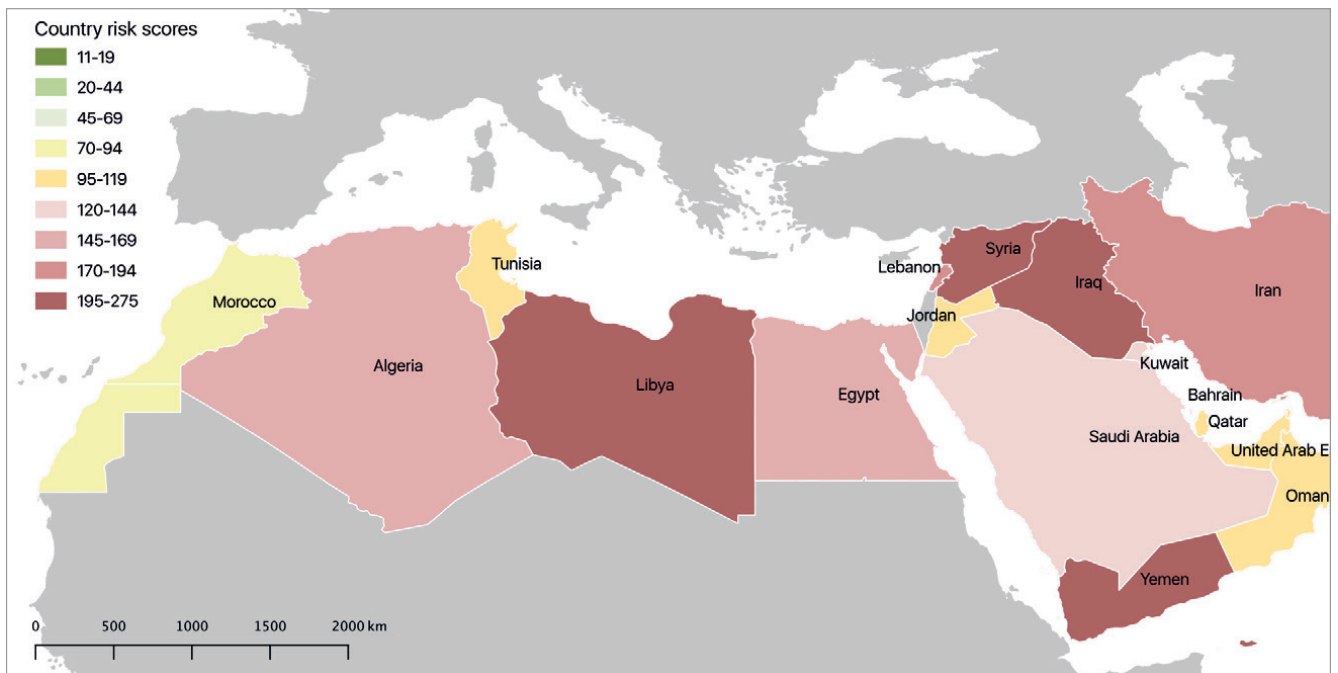 Country risk scores
11-19
20-44
45-69
70-94
95-119
120-144
145-169
170-194
195-275
Syria
Lebanon
Tunisia
Iraq
Iran
Morocco
Jordan
Kuwait
Algeria
Libya
Egypt
Bahrain
Qatar
Saudi Arabia
United Arab E
Oman
Yemen
0 500 1000 1500 2000 km